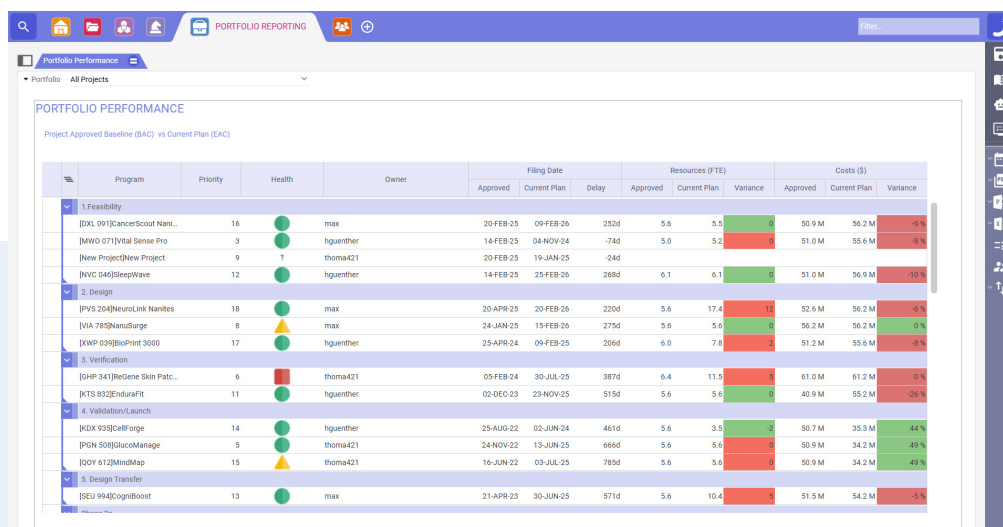 PORTFOLIO REPORTING
Filter...
Portfolio Performance
Portfolio All Projects
PORTFOLIO PERFORMANCE
Project Approved Baseline (BAC) vs Current Plan (EAC)
Filing Date Resources (FTE) Costs ($)
Program Priority Health Owner
Approved Current Plan Delay Approved Current Plan Variance Approved Current Plan Variance
1.Feasibility
[DXL 091]CancerScout Nani... 16 max 20-FEB-25 09-FEB-26 252d 5.6 5.5 0 50.9 M 56.2 M -9 %
[MWO 071]Vital Sense Pro 3 hguenther 14-FEB-25 04-NOV-24 -74d 5.0 5.2 0 51.0 M 55.6 M -8 %
[New Project]New Project 9 ? thoma421 20-FEB-25 19-JAN-25 -24d
[NVC 046]SleepWave 12 hguenther 14-FEB-25 25-FEB-26 268d 6.1 6.1 0 51.0 M 56.9 M -10 %
2. Design
[PVS 204]NeuroLink Nanites 18 max 20-APR-25 20-FEB-26 220d 5.6 17.4 12 52.6 M 56.2 M -6 %
[VIA 785]NanuSurge 8 max 24-JAN-25 15-FEB-26 275d 5.6 5.6 0 56.2 M 56.2 M 0 %
[XWP 039]BioPrint 3000 17 hguenther 25-APR-24 09-FEB-25 206d 6.0 7.8 2 51.2 M 55.6 M -8 %
3. Verification
[GHP 341]ReGene Skin Patc... 6 thoma421 05-FEB-24 30-JUL-25 387d 6.4 11.5 5 61.0 M 61.2 M 0 %
[KTS 832]EnduraFit 11 hguenther 02-DEC-23 23-NOV-25 515d 5.6 5.6 0 40.9 M 55.2 M -26 %
4. Validation/Launch
[KDX 935]CellForge 14 hguenther 25-AUG-22 02-JUN-24 461d 5.6 3.5 -2 50.7 M 35.3 M 44 %
[PGN 508]GlucoManage 5 thoma421 24-NOV-22 13-JUN-25 666d 5.6 5.6 0 50.9 M 34.2 M 49 %
[QOY 612]MindMap 15 thoma421 16-JUN-22 03-JUL-25 785d 5.6 5.6 0 50.9 M 34.2 M 49 %
5. Design Transfer
[SEU 994]CogniBoost 13 max 21-APR-23 30-JUN-25 571d 5.6 10.4 5 51.5 M 54.2 M -5 %